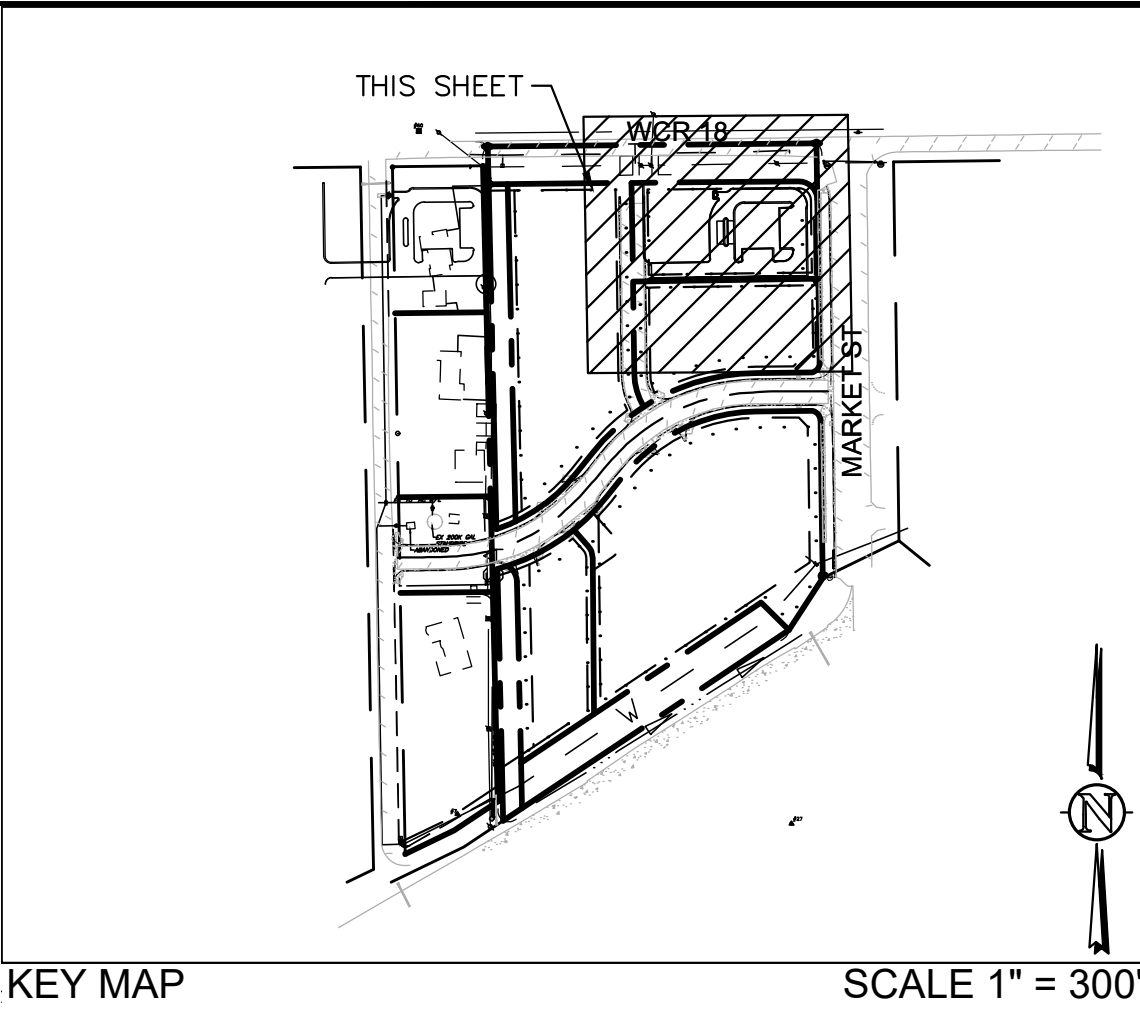 THIS SHEET
WCR 18
MARKET ST
EX 200K GAL
ABANDONED
W
N
KEY MAP
SCALE 1" = 300'